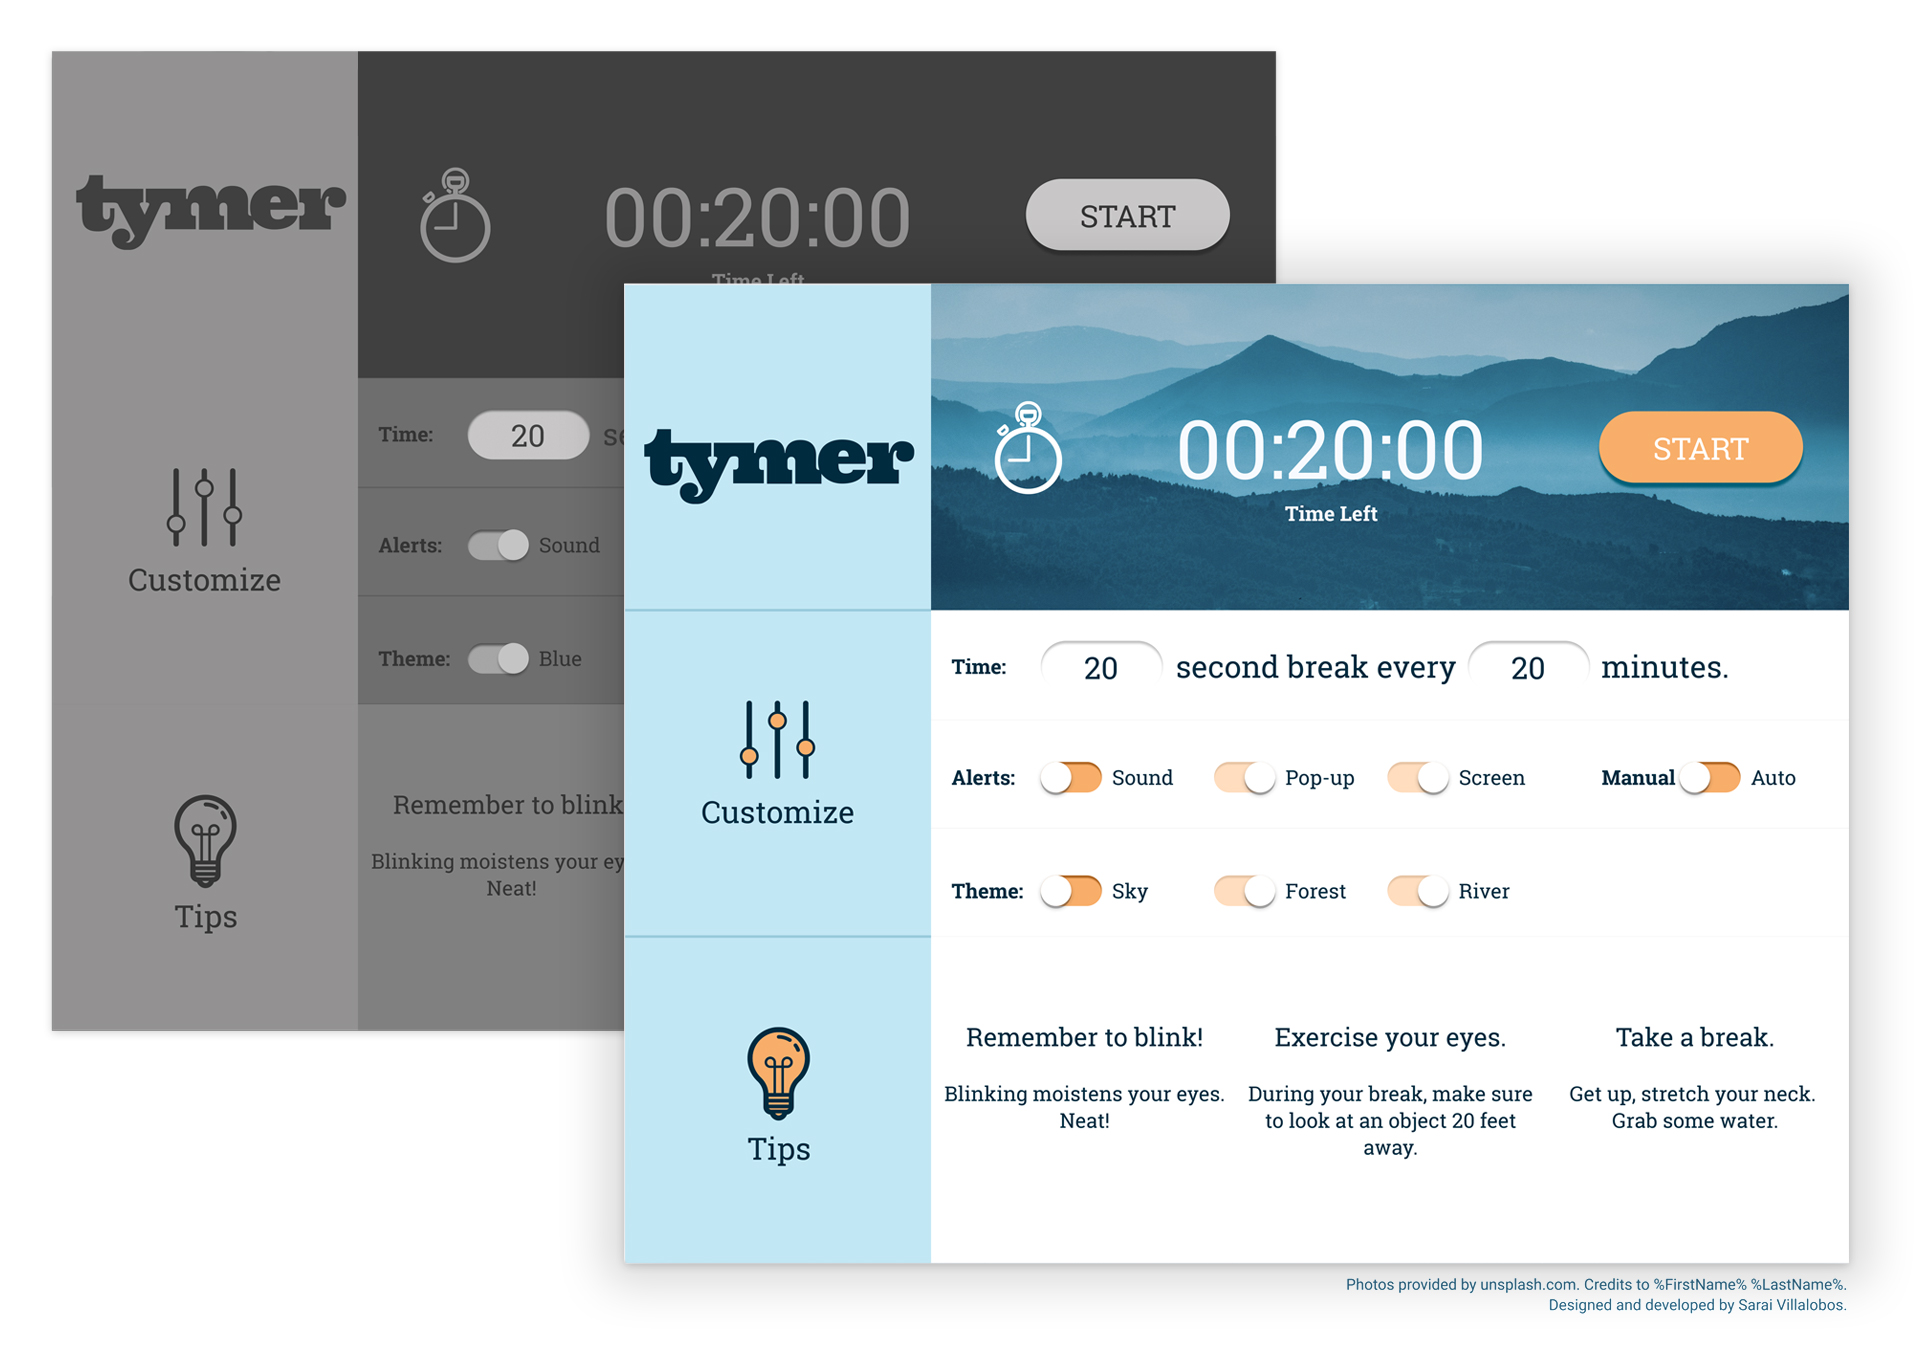 tymer
00:20:00
START
Time Left
Time: 20
Alerts: Sound
Customize
Theme: Blue
Remember to blink
Blinking moistens your ey
Neat!
Tips
tymer
00:20:00
START
Time Left
Time: 20 second break every 20 minutes.
Alerts: Sound Pop-up Screen Manual Auto
Customize
Theme: Sky Forest River
Remember to blink!
Blinking moistens your eyes.
Neat!
Exercise your eyes.
During your break, make sure
to look at an object 20 feet
away.
Take a break.
Get up, stretch your neck.
Grab some water.
Tips
Photos provided by unsplash.com. Credits to %FirstName% %LastName%.
Designed and developed by Sarai Villalobos.